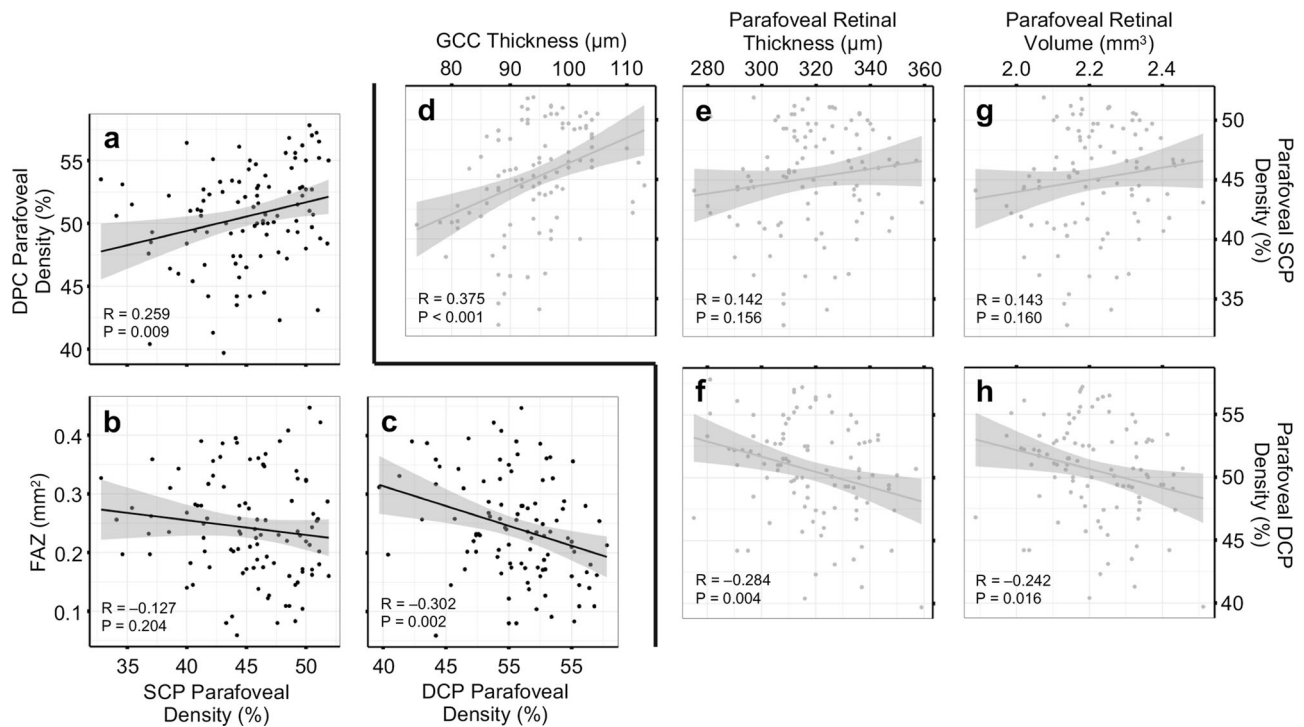 GCC Thickness (μm)
80 90 100 110
Parafoveal Retinal
Thickness (μm)
280 300 320 340 360
Parafoveal Retinal
Volume (mm³)
2.0 2.2 2.4
a
DPC Parafoveal
Density (%)
55
50
45
40
R = 0.259
P = 0.009
d
R = 0.375
P < 0.001
e
R = 0.142
P = 0.156
g
R = 0.143
P = 0.160
50
45
40
35
Parafoveal SCP
Density (%)
b
FAZ (mm²)
0.4
0.3
0.2
0.1
R = –0.127
P = 0.204
35 40 45 50
SCP Parafoveal
Density (%)
c
R = –0.302
P = 0.002
40 45 55 55
DCP Parafoveal
Density (%)
f
R = –0.284
P = 0.004
h
R = –0.242
P = 0.016
55
50
45
40
Parafoveal DCP
Density (%)